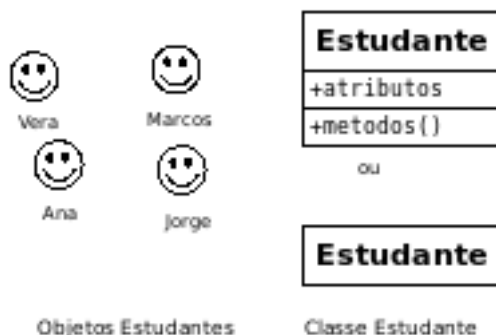 Vera
Marcos
Ana
Jorge
Objetos Estudantes
Estudante
+atributos
+metodos()
ou
Estudante
Classe Estudante